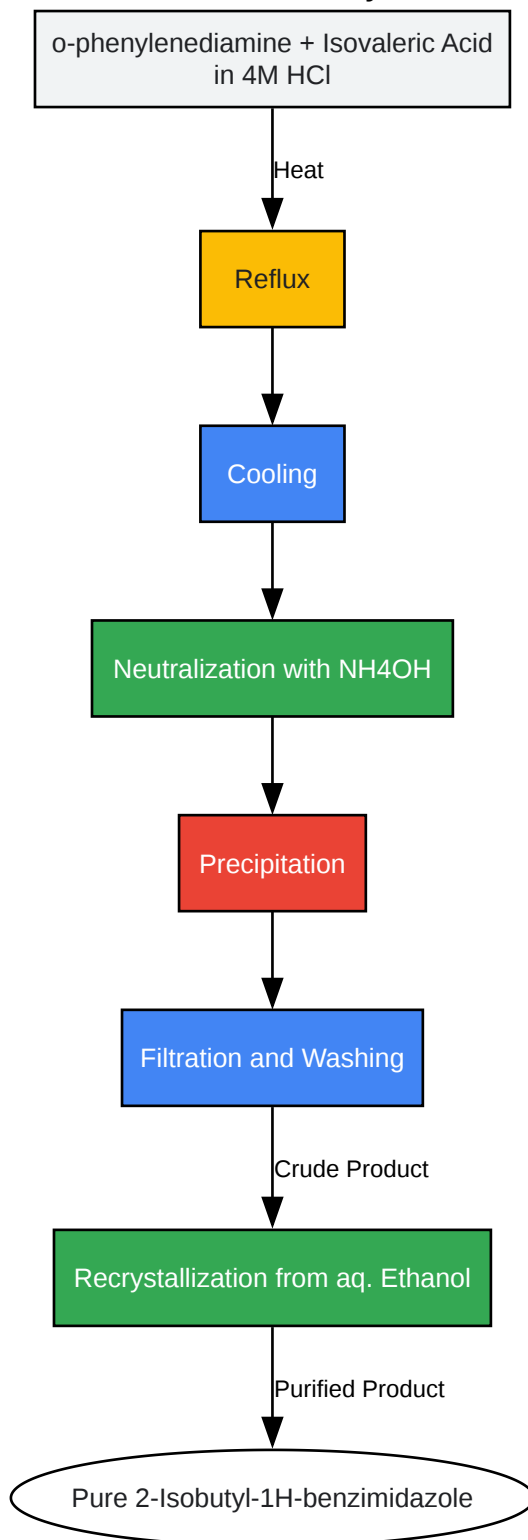 o-phenylenediamine + Isovaleric Acid
in 4M HCl
Heat
Reflux
Cooling
Neutralization with NH4OH
Precipitation
Filtration and Washing
Crude Product
Recrystallization from aq. Ethanol
Purified Product
Pure 2-Isobutyl-1H-benzimidazole